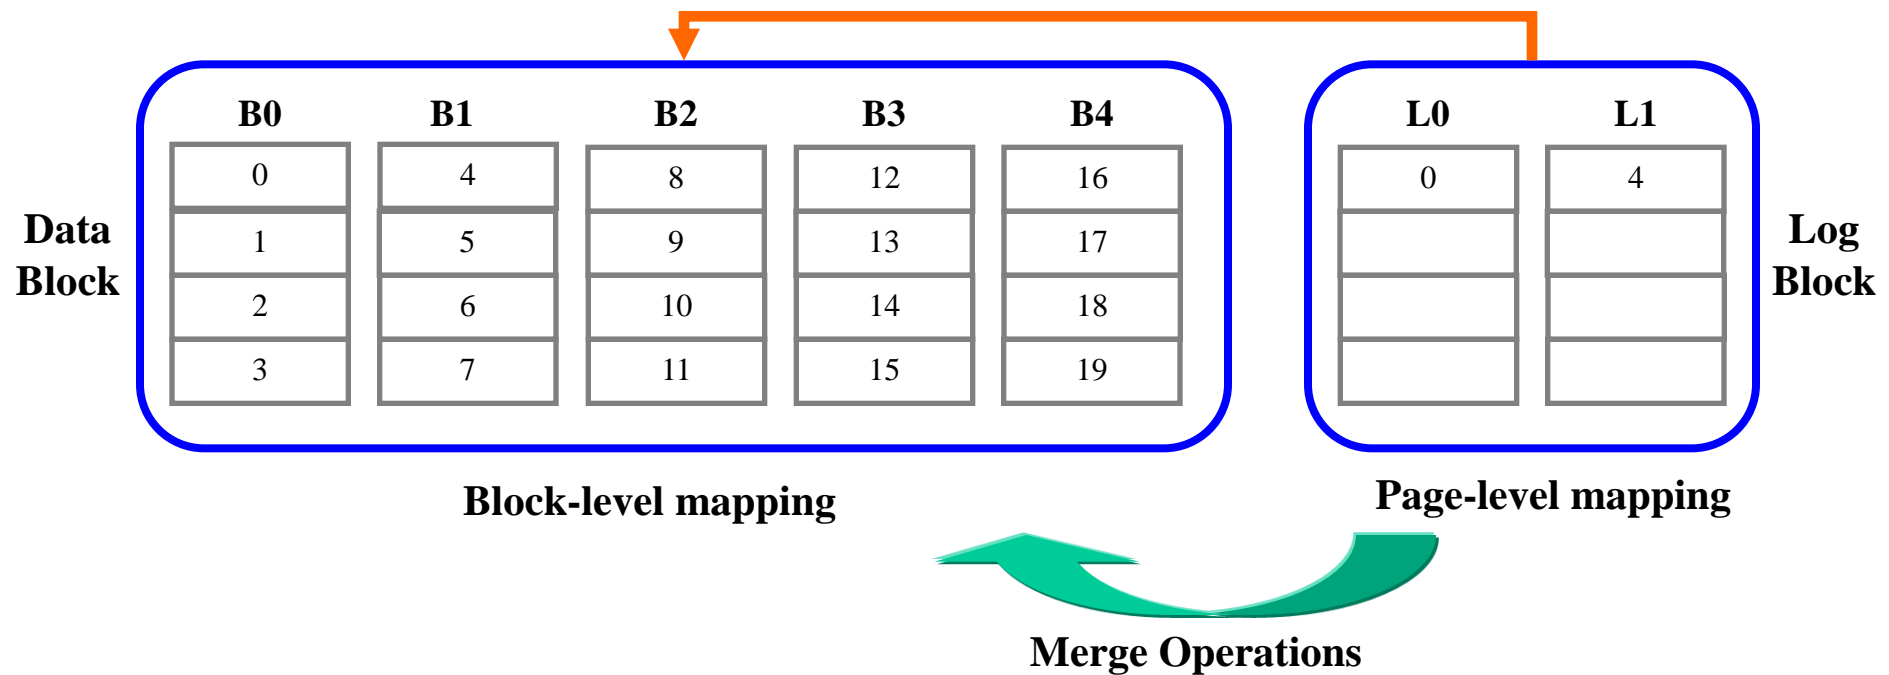 B0 B1 B2 B3 B4 L0 L1
0 4 8 12 16 0 4
1 5 9 13 17
2 6 10 14 18
3 7 11 15 19
Data
Block
Log
Block
Block-level mapping
Page-level mapping
Merge Operations